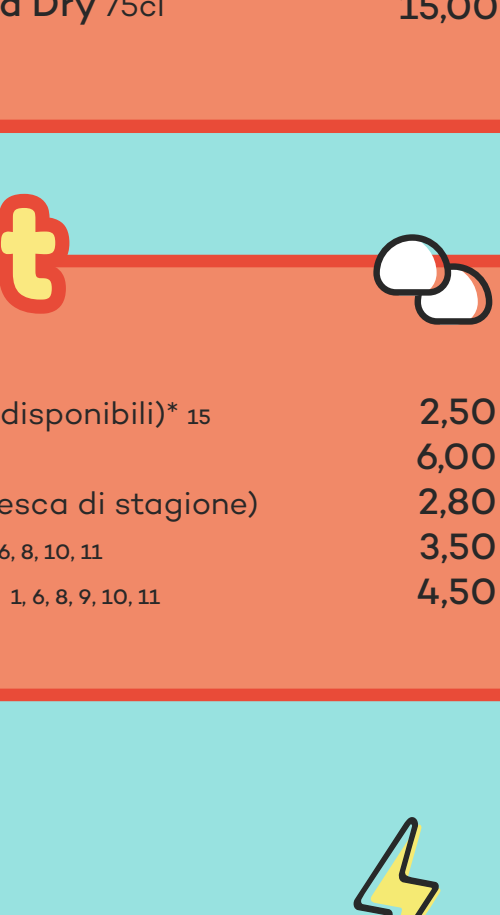 Dry 75cl 15,00
t
disponibili)* 15 2,50
6,00
esca di stagione) 2,80
6, 8, 10, 11 3,50
1, 6, 8, 9, 10, 11 4,50